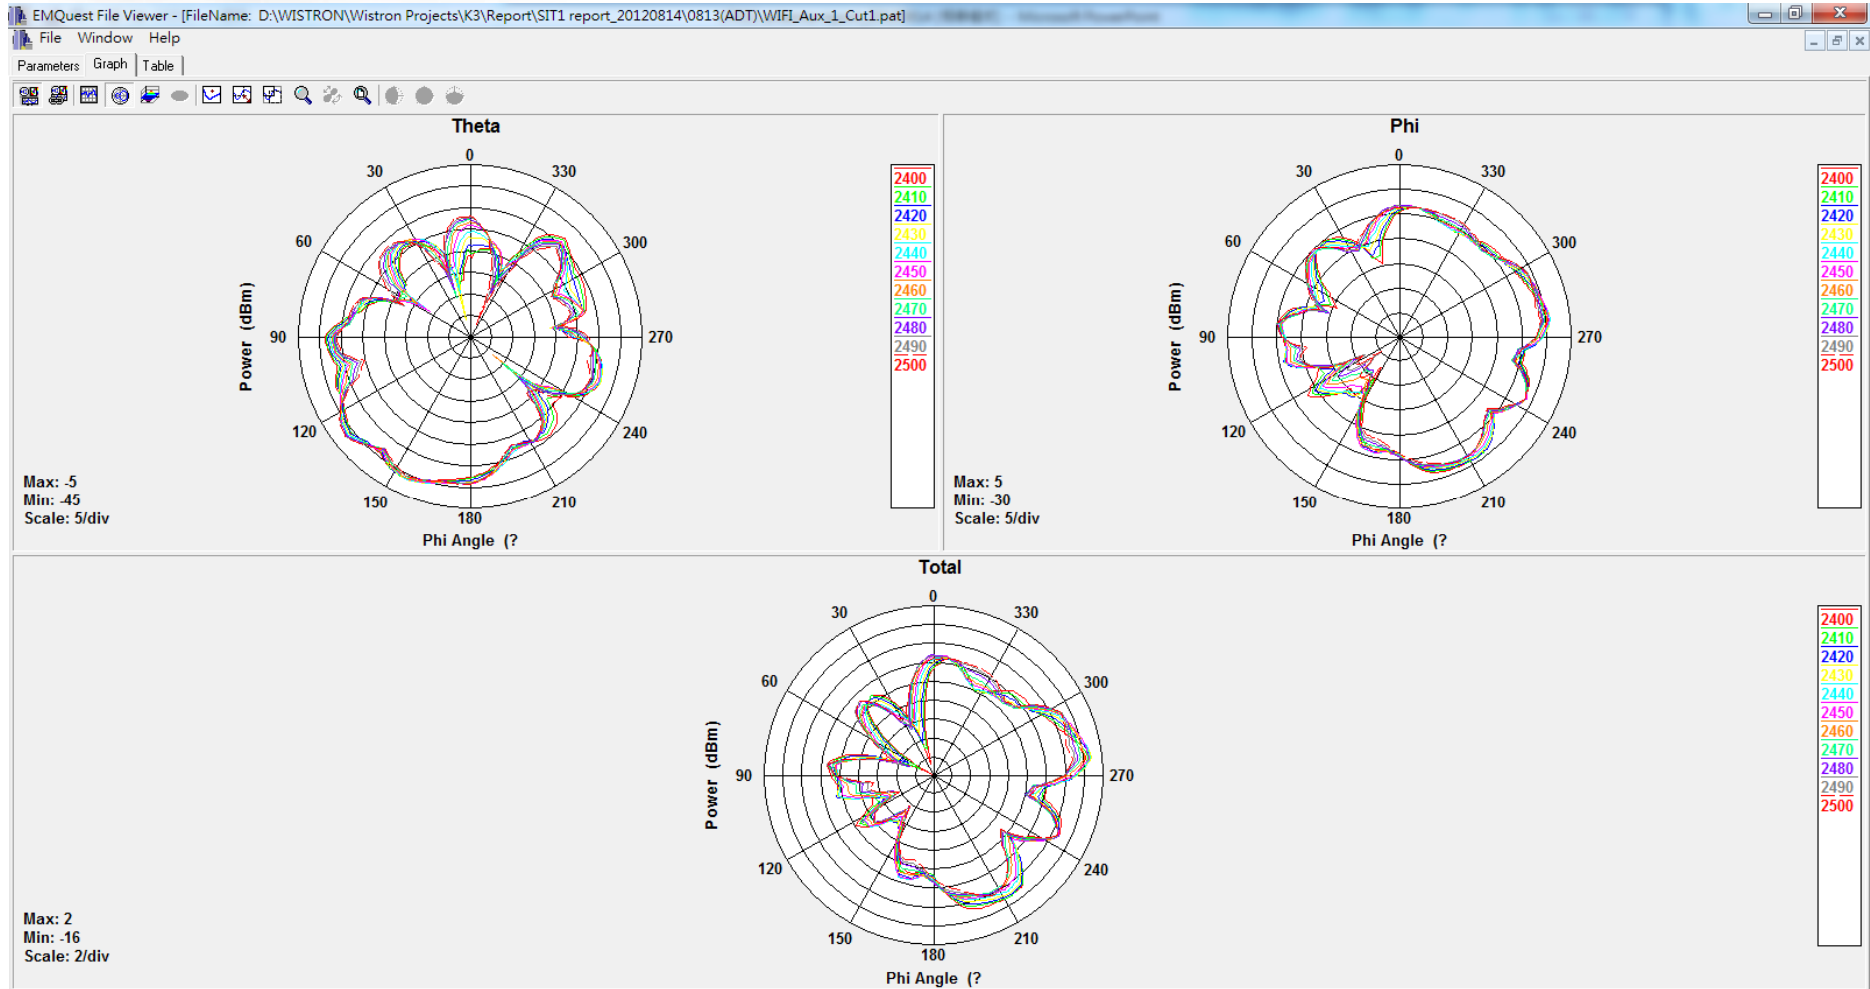 EMQuest File Viewer - [FileName: D:\WISTRON\Wistron Projects\K3\Report\SIT1 report_20120814\0813(ADT)\WIFI_Aux_1_Cut1.pat]
File Window Help
Parameters Graph Table
Theta
0
30 330
60 300
90 270
120 240
150 210
180
Power (dBm)
Phi Angle (?
Max: -5
Min: -45
Scale: 5/div
2400
2410
2420
2430
2440
2450
2460
2470
2480
2490
2500
Phi
0
30 330
60 300
90 270
120 240
150 210
180
Power (dBm)
Phi Angle (?
Max: 5
Min: -30
Scale: 5/div
2400
2410
2420
2430
2440
2450
2460
2470
2480
2490
2500
Total
0
30 330
60 300
90 270
120 240
150 210
180
Power (dBm)
Phi Angle (?
Max: 2
Min: -16
Scale: 2/div
2400
2410
2420
2430
2440
2450
2460
2470
2480
2490
2500